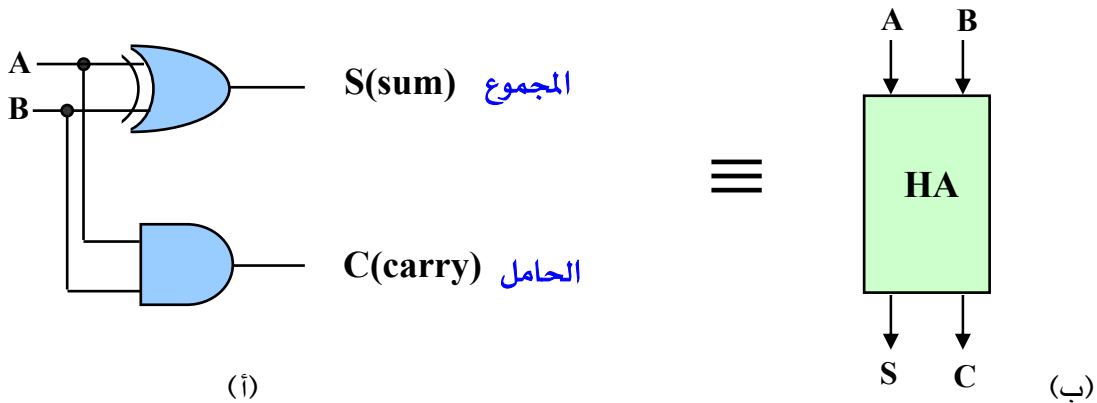 A
B
S(sum) المجموع
C(carry) الحامل
(أ)
≡
A B
HA
S C
(ب)